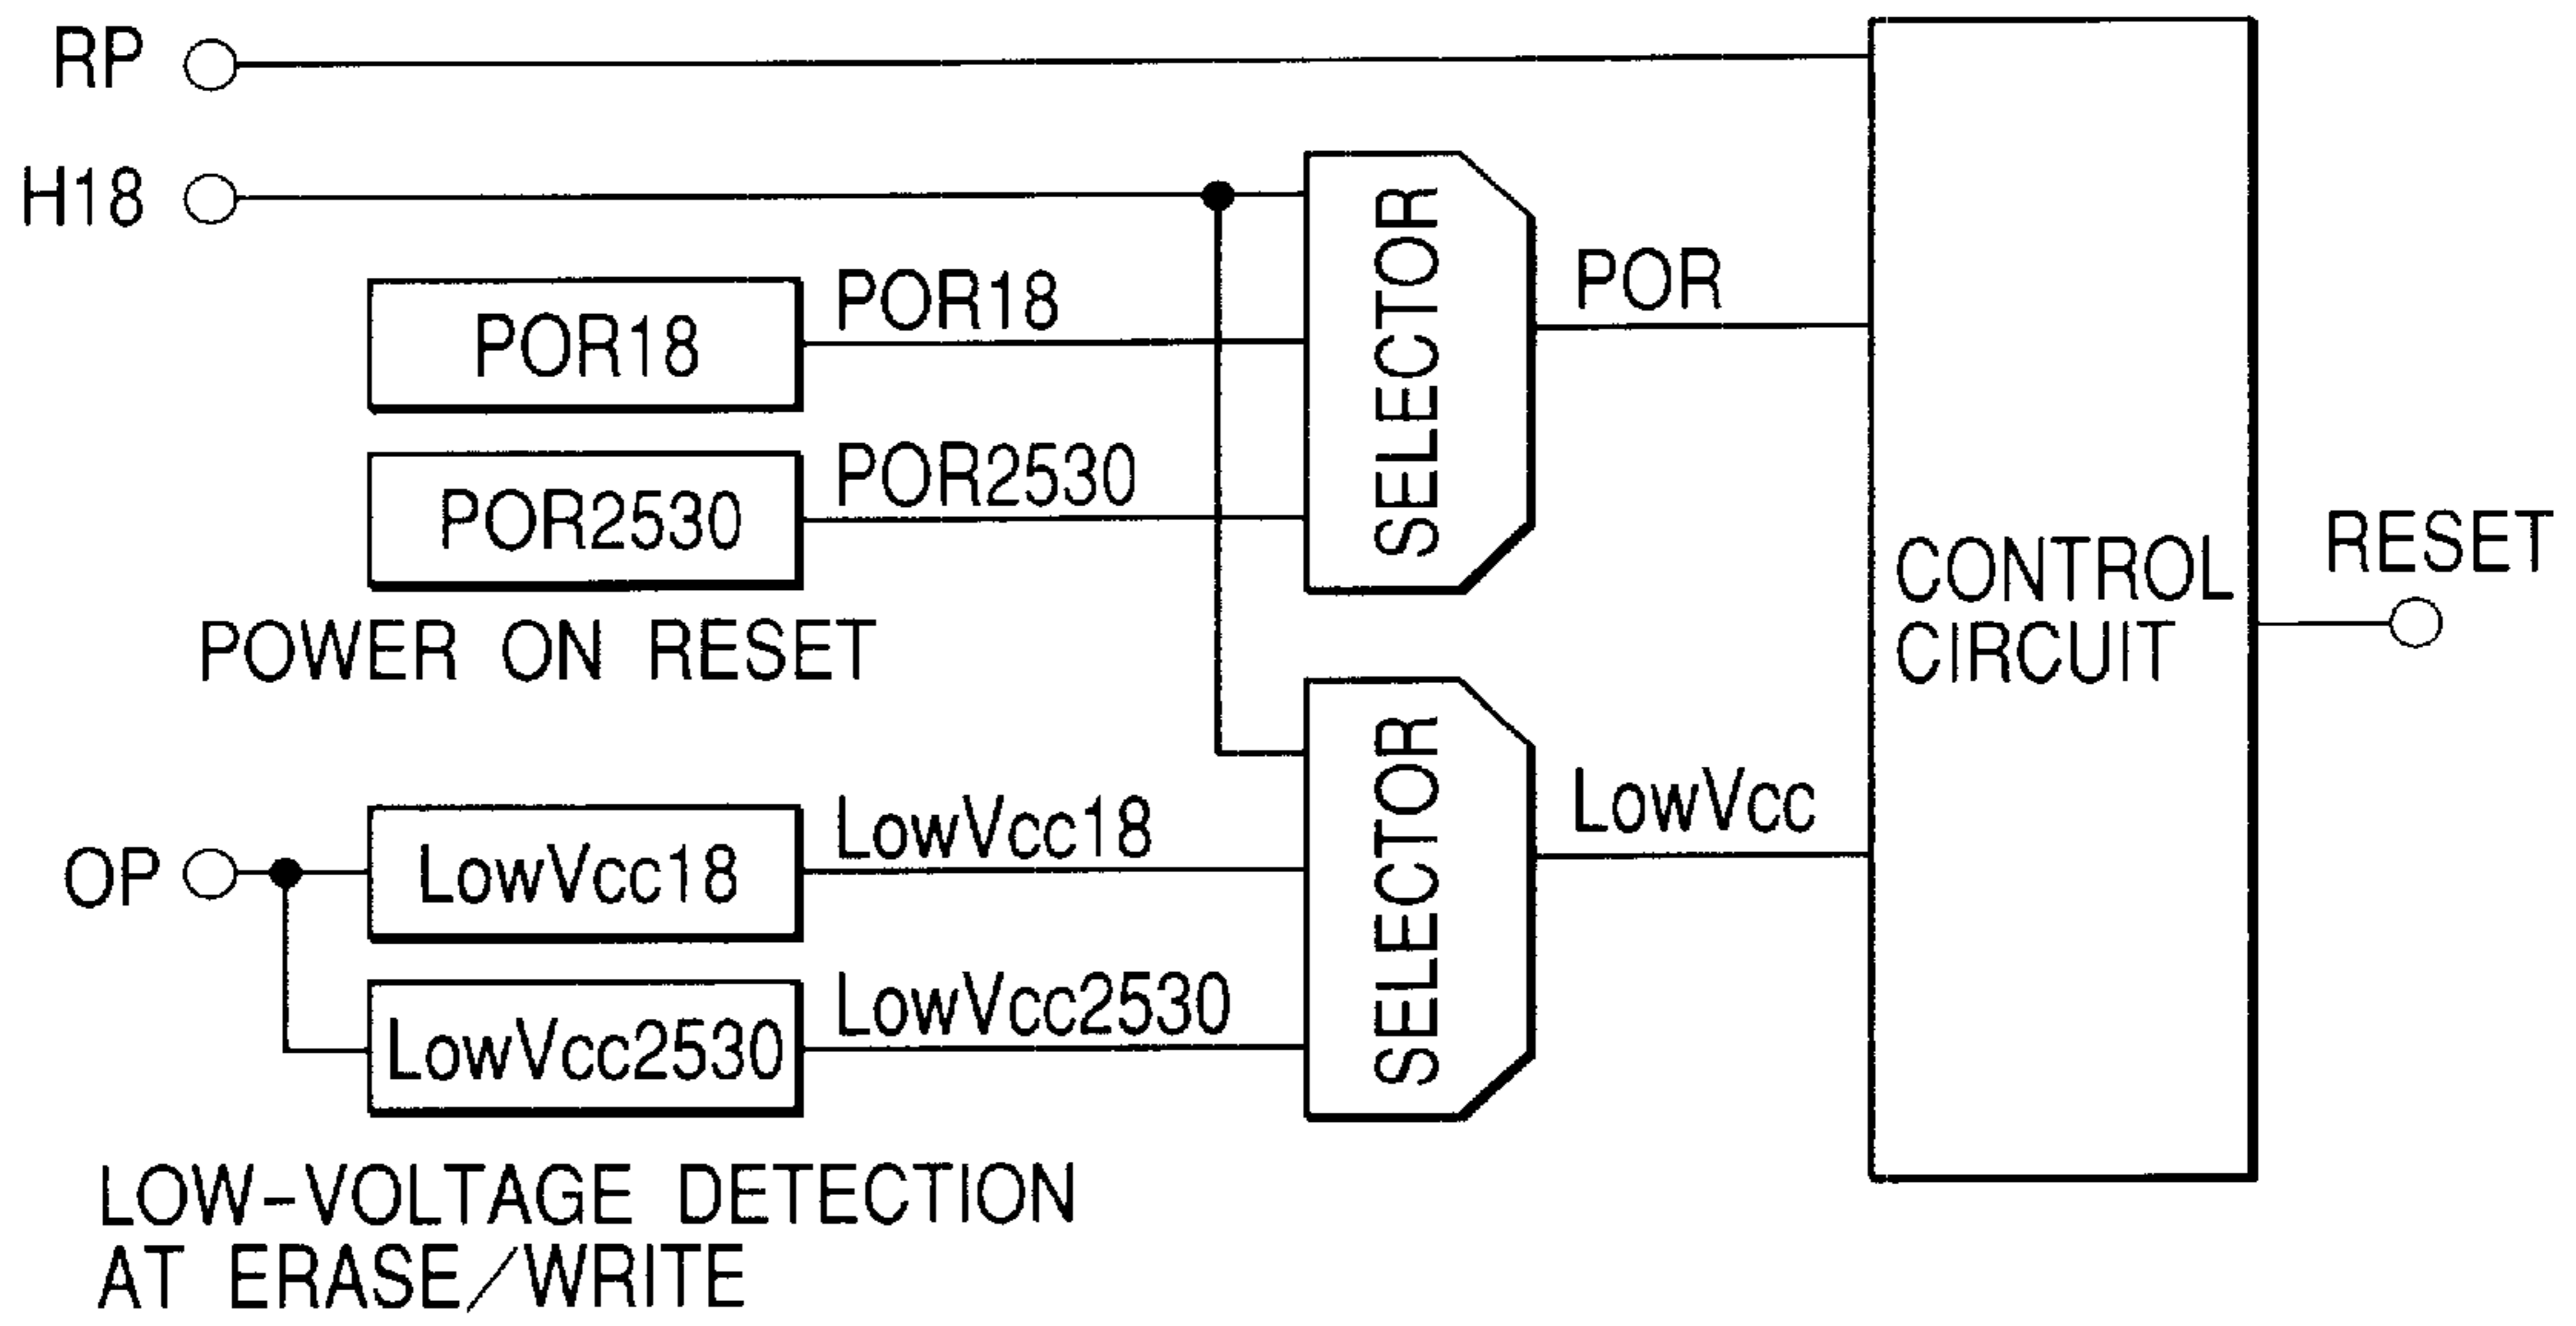 RP
H18
POR18
POR18
SELECTOR
POR
POR2530
POR2530
POWER ON RESET
CONTROL
CIRCUIT
RESET
OP
LowVcc18
LowVcc18
SELECTOR
LowVcc
LowVcc2530
LowVcc2530
LOW-VOLTAGE DETECTION
AT ERASE/WRITE